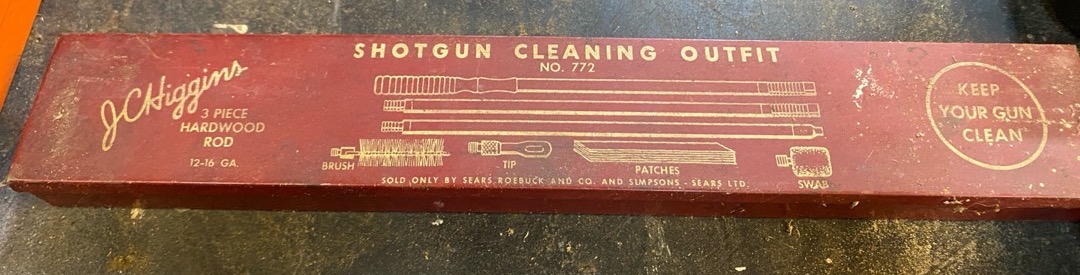 SHOTGUN CLEANING OUTFIT
NO. 772
JCHiggins
3 PIECE
HARDWOOD
ROD
12-16 GA.
BRUSH
TIP
PATCHES
SWAB
SOLD ONLY BY SEARS, ROEBUCK AND CO. AND SIMPSONS - SEARS LTD.
KEEP
YOUR GUN
CLEAN